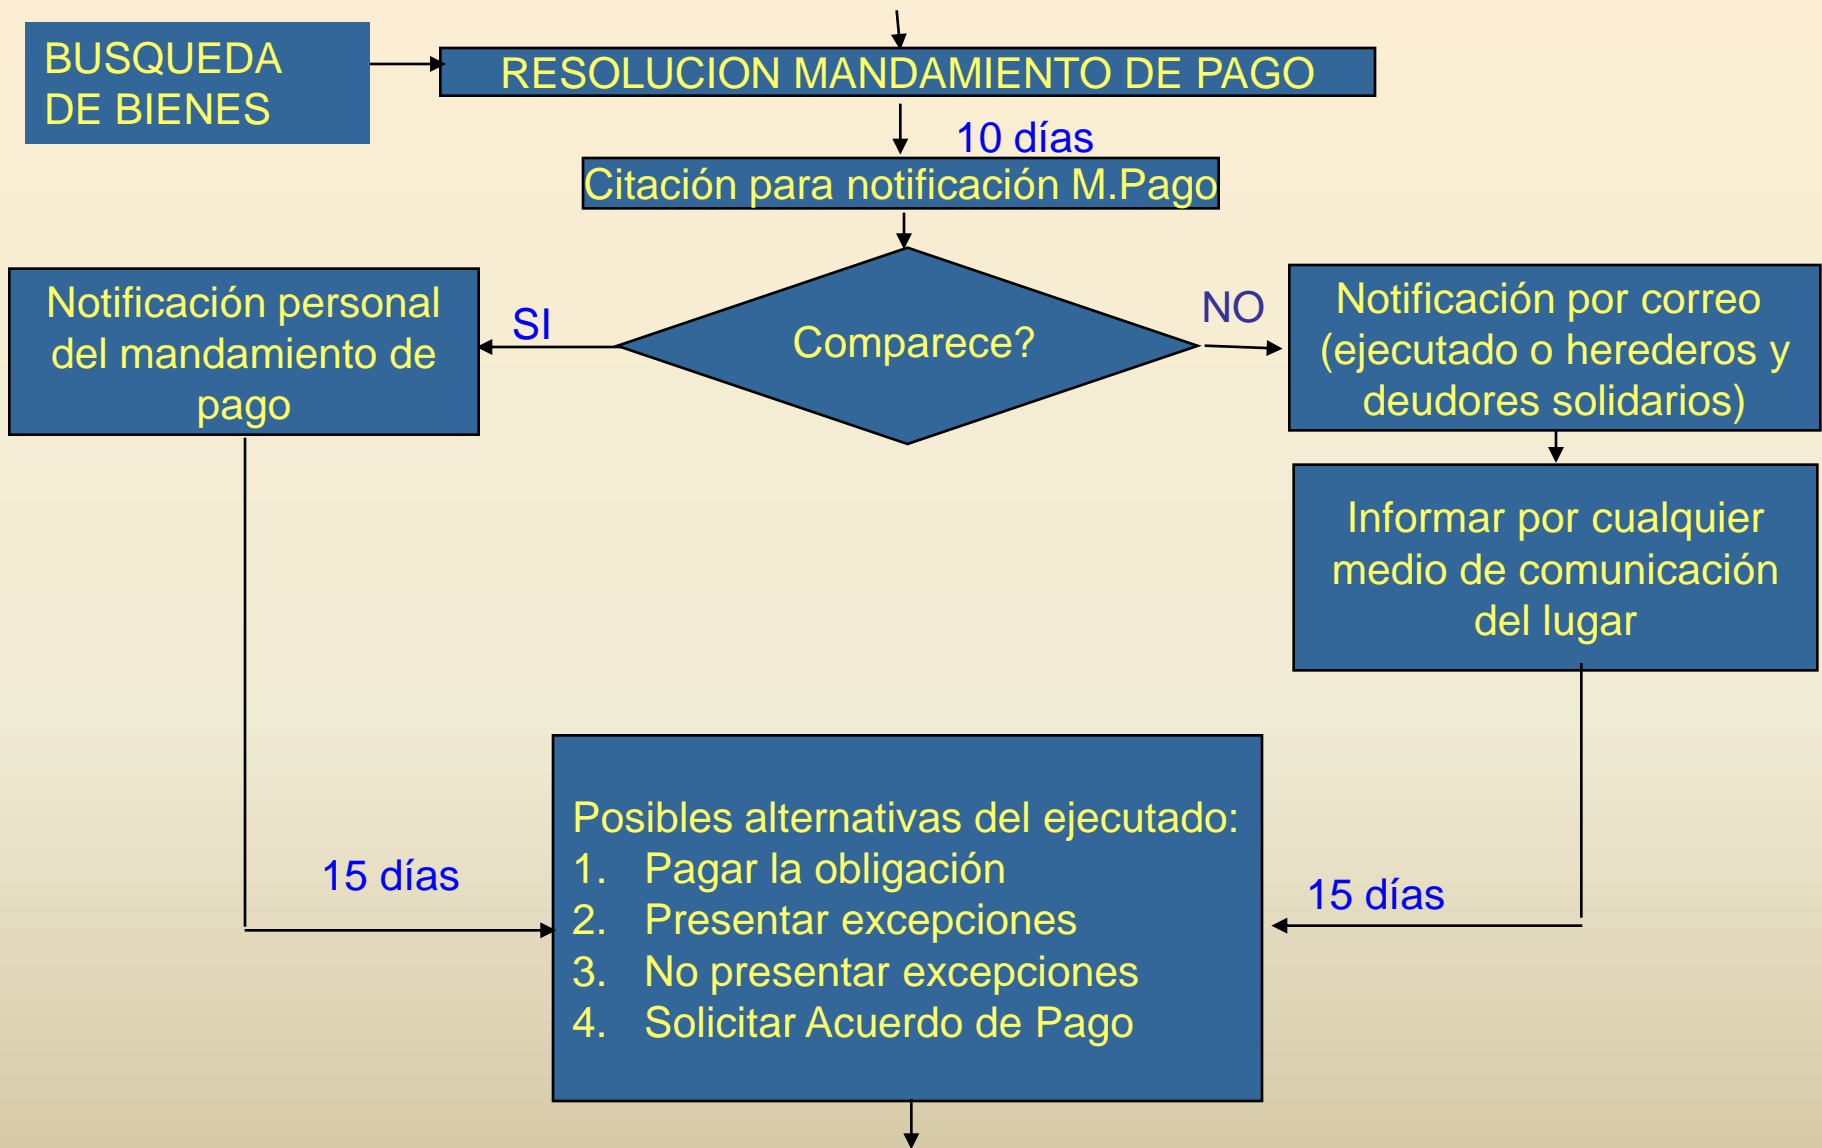 BUSQUEDA
DE BIENES
RESOLUCION MANDAMIENTO DE PAGO
10 días
Citación para notificación M.Pago
Comparece?
SI
NO
Notificación personal
del mandamiento de
pago
Notificación por correo
(ejecutado o herederos y
deudores solidarios)
Informar por cualquier
medio de comunicación
del lugar
15 días
15 días
Posibles alternativas del ejecutado:
1. Pagar la obligación
2. Presentar excepciones
3. No presentar excepciones
4. Solicitar Acuerdo de Pago